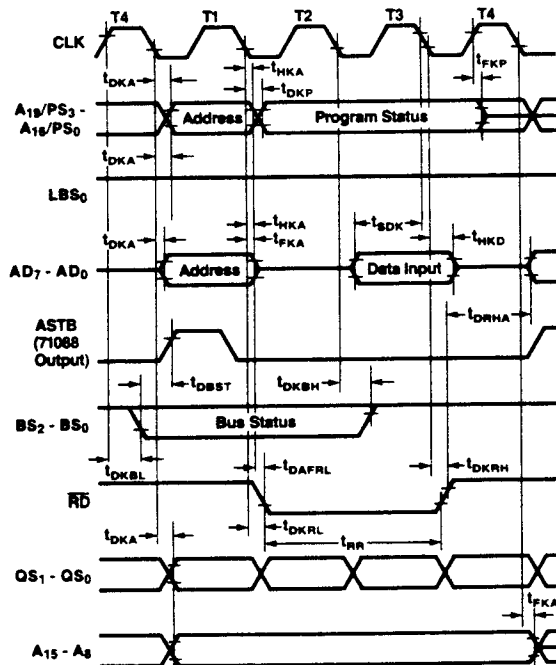 T4 T1 T2 T3 T4
CLK
tDKA tHKA tFKP
tDKP
A19/PS3 -
A16/PS0
Address Program Status
tDKA
LBS0
tHKA tSDK
tDKA tFKA tHKD
AD7 - AD0 Address Data Input
tDRHA
ASTB
(71088
Output)
tDBST tDKBH
BS2 - BS0 Bus Status
tDKBL tDAFRL tDKRH
RD
tDKA tDKRL
tRR
QS1 - QS0
tFKA
A15 - A8